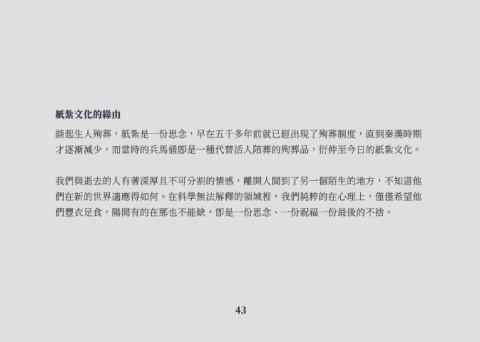 紙紮文化的緣由
談起生人殉葬，紙紮是一份思念，早在五千多年前就已經出現了殉葬制度，直到秦漢時期
才逐漸減少，而當時的兵馬俑即是一種代替活人陪葬的殉葬品，衍伸至今日的紙紮文化。
我們與逝去的人有著深厚且不可分割的情感，離開人間到了另一個陌生的地方，不知道他
們在新的世界適應得如何。在科學無法解釋的領域裡，我們純粹的在心理上，僅僅希望他
們豐衣足食，陽間有的在那也不能缺，即是一份思念、一份祝福一份最後的不捨。
43